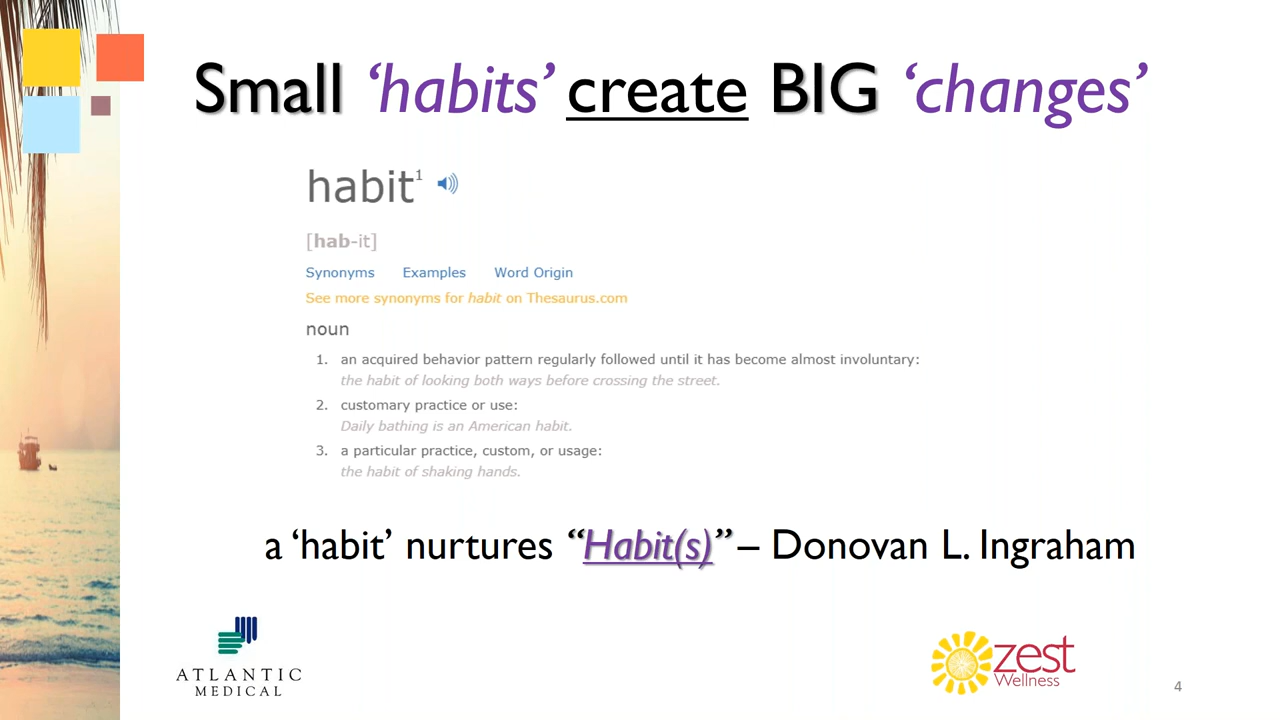 Small ‘habits’ create BIG ‘changes’
habit1
[hab-it]
Synonyms Examples Word Origin
See more synonyms for habit on Thesaurus.com
noun
1. an acquired behavior pattern regularly followed until it has become almost involuntary:
the habit of looking both ways before crossing the street.
2. customary practice or use:
Daily bathing is an American habit.
3. a particular practice, custom, or usage:
the habit of shaking hands.
a ‘habit’ nurtures “Habit(s)” – Donovan L. Ingraham
ATLANTIC
MEDICAL
zest
Wellness
4